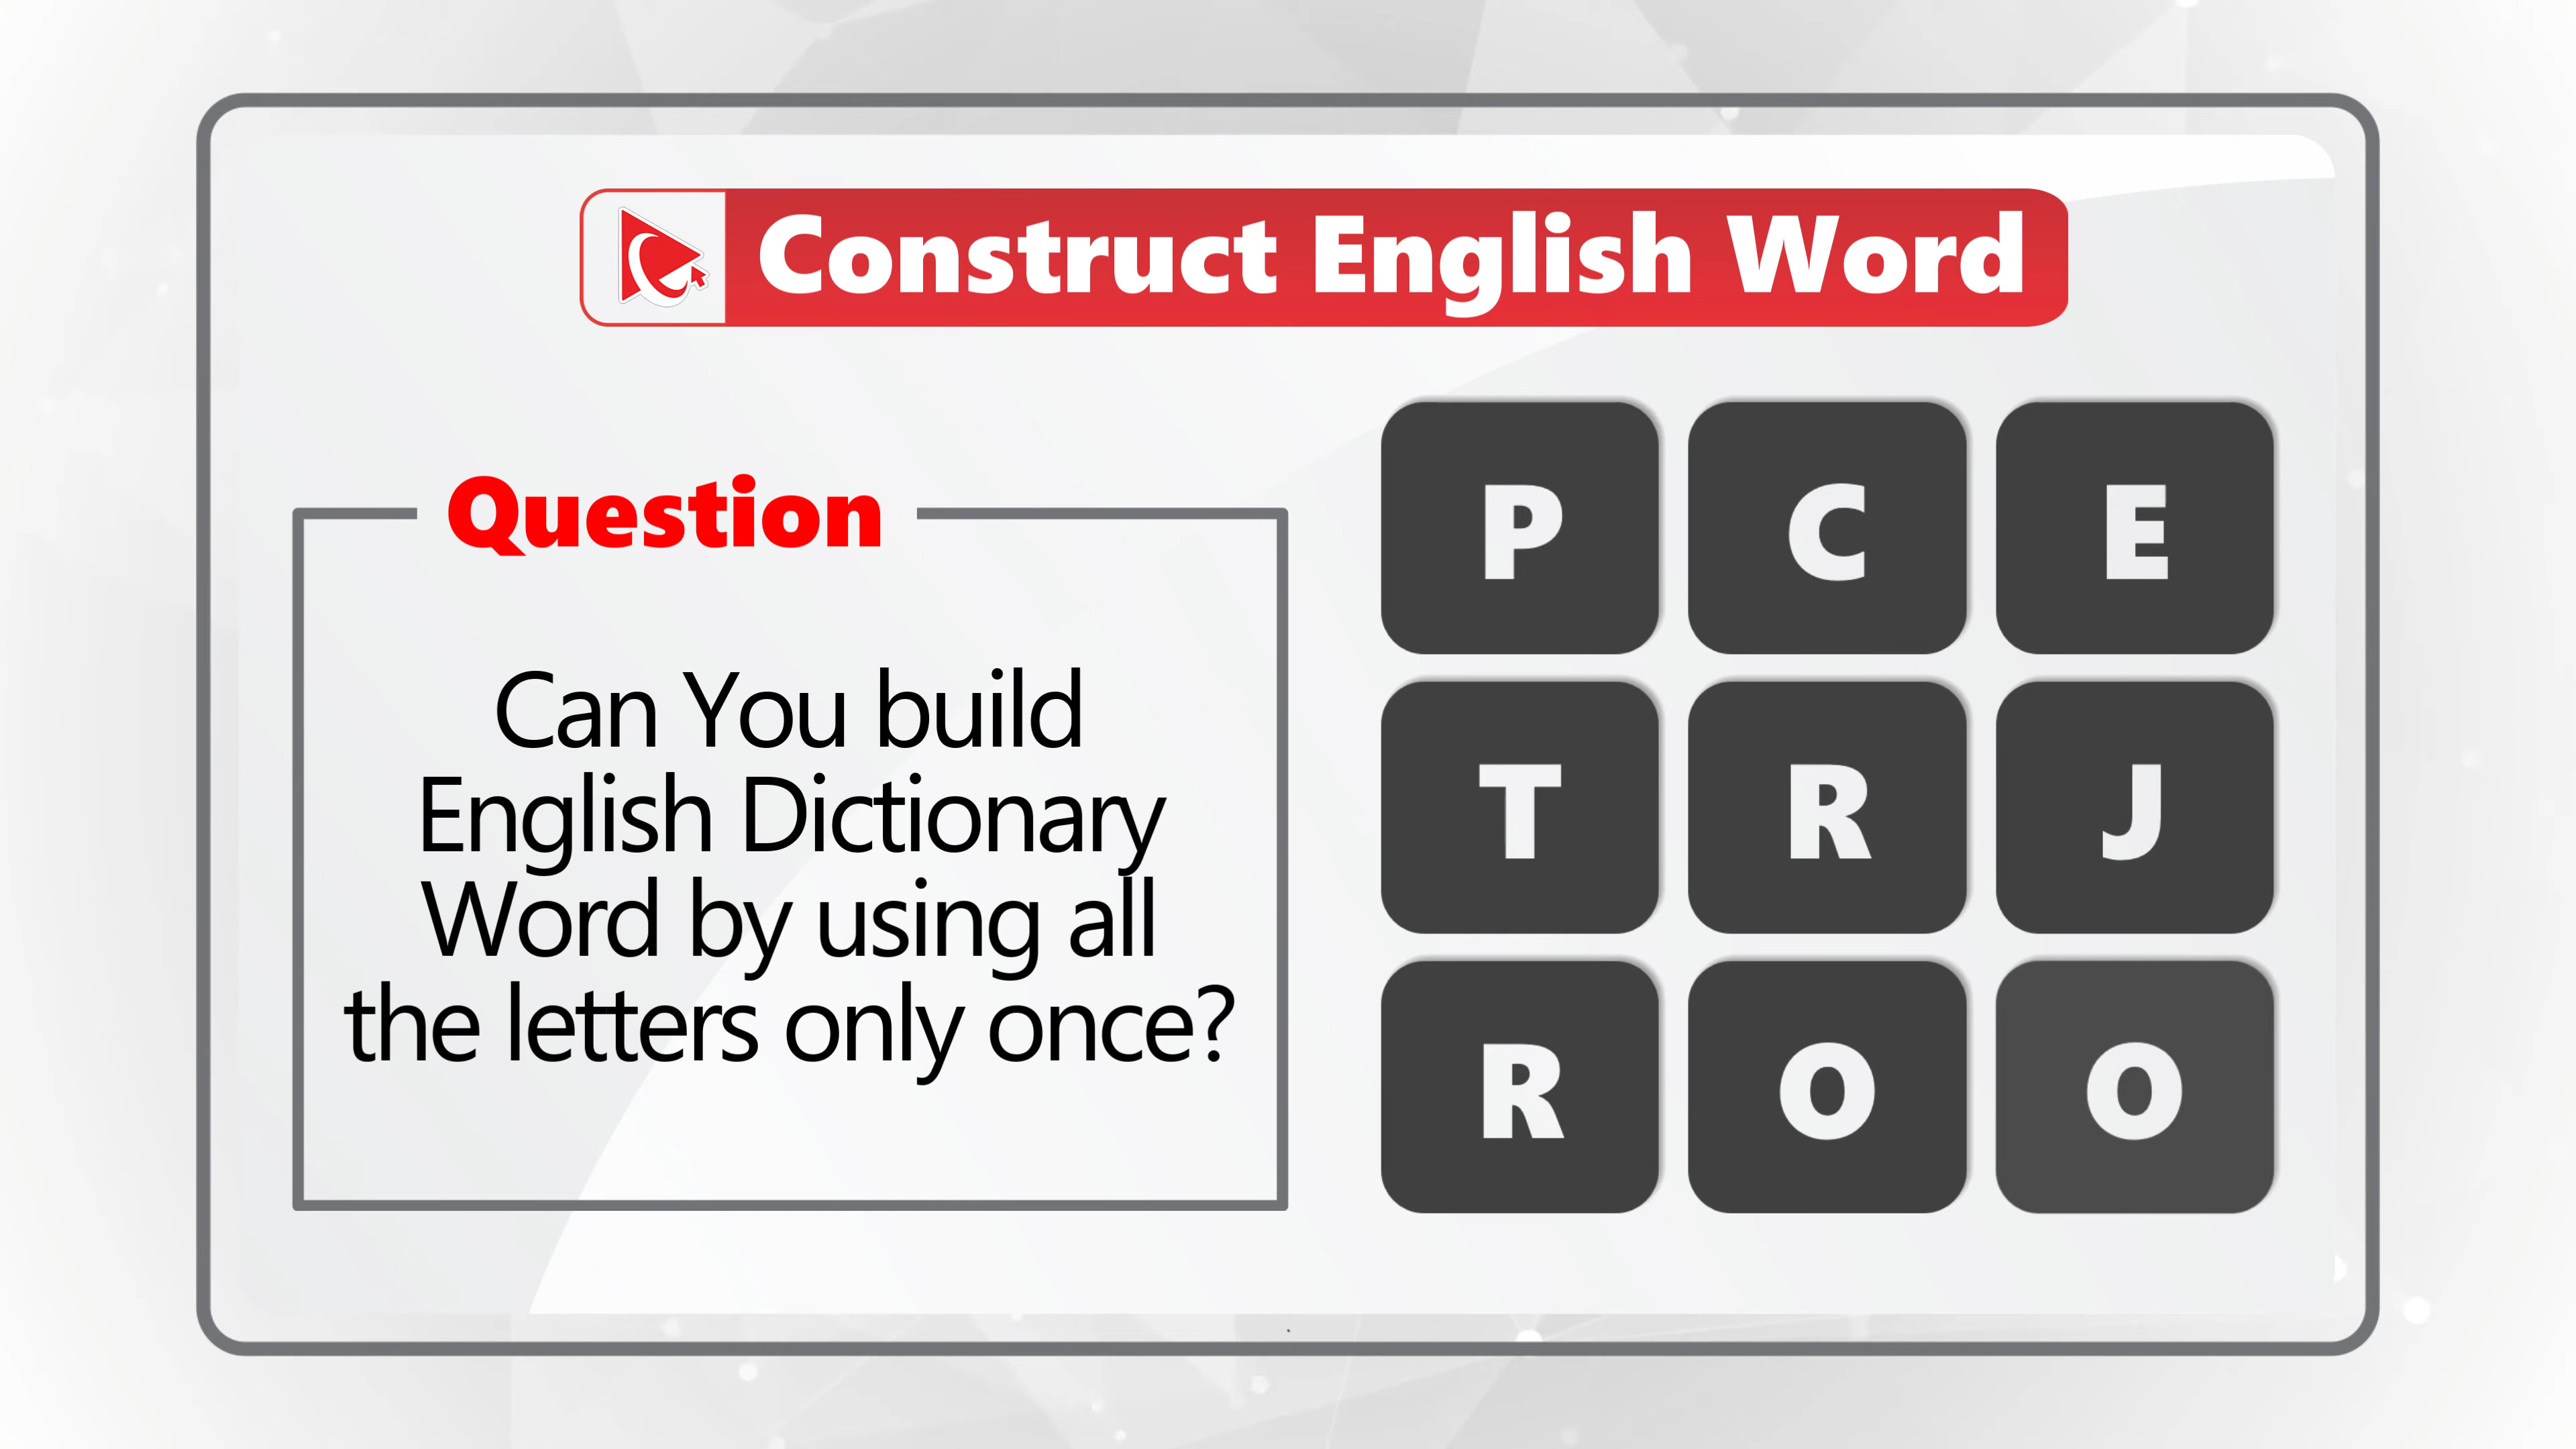 Construct English Word
Question
Can You build
English Dictionary
Word by using all
the letters only once?
P C E
T R J
R O O